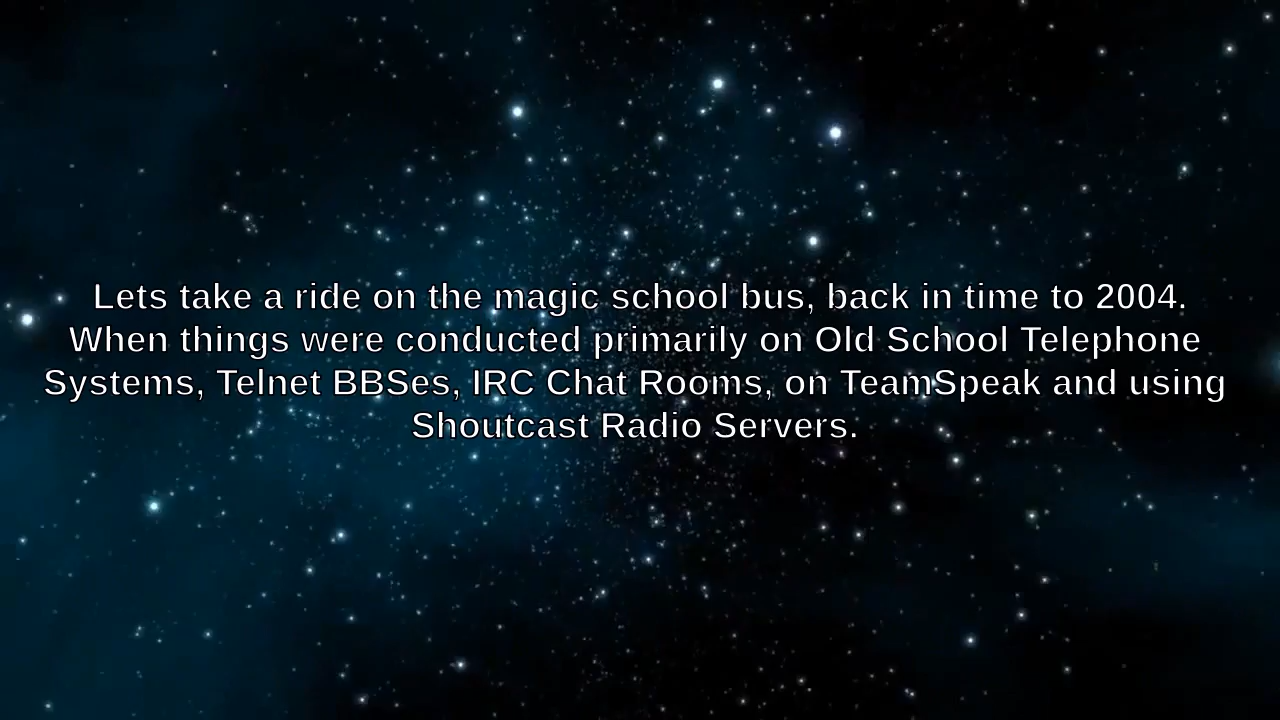 Lets take a ride on the magic school bus, back in time to 2004.
When things were conducted primarily on Old School Telephone
Systems, Telnet BBSes, IRC Chat Rooms, on TeamSpeak and using
Shoutcast Radio Servers.